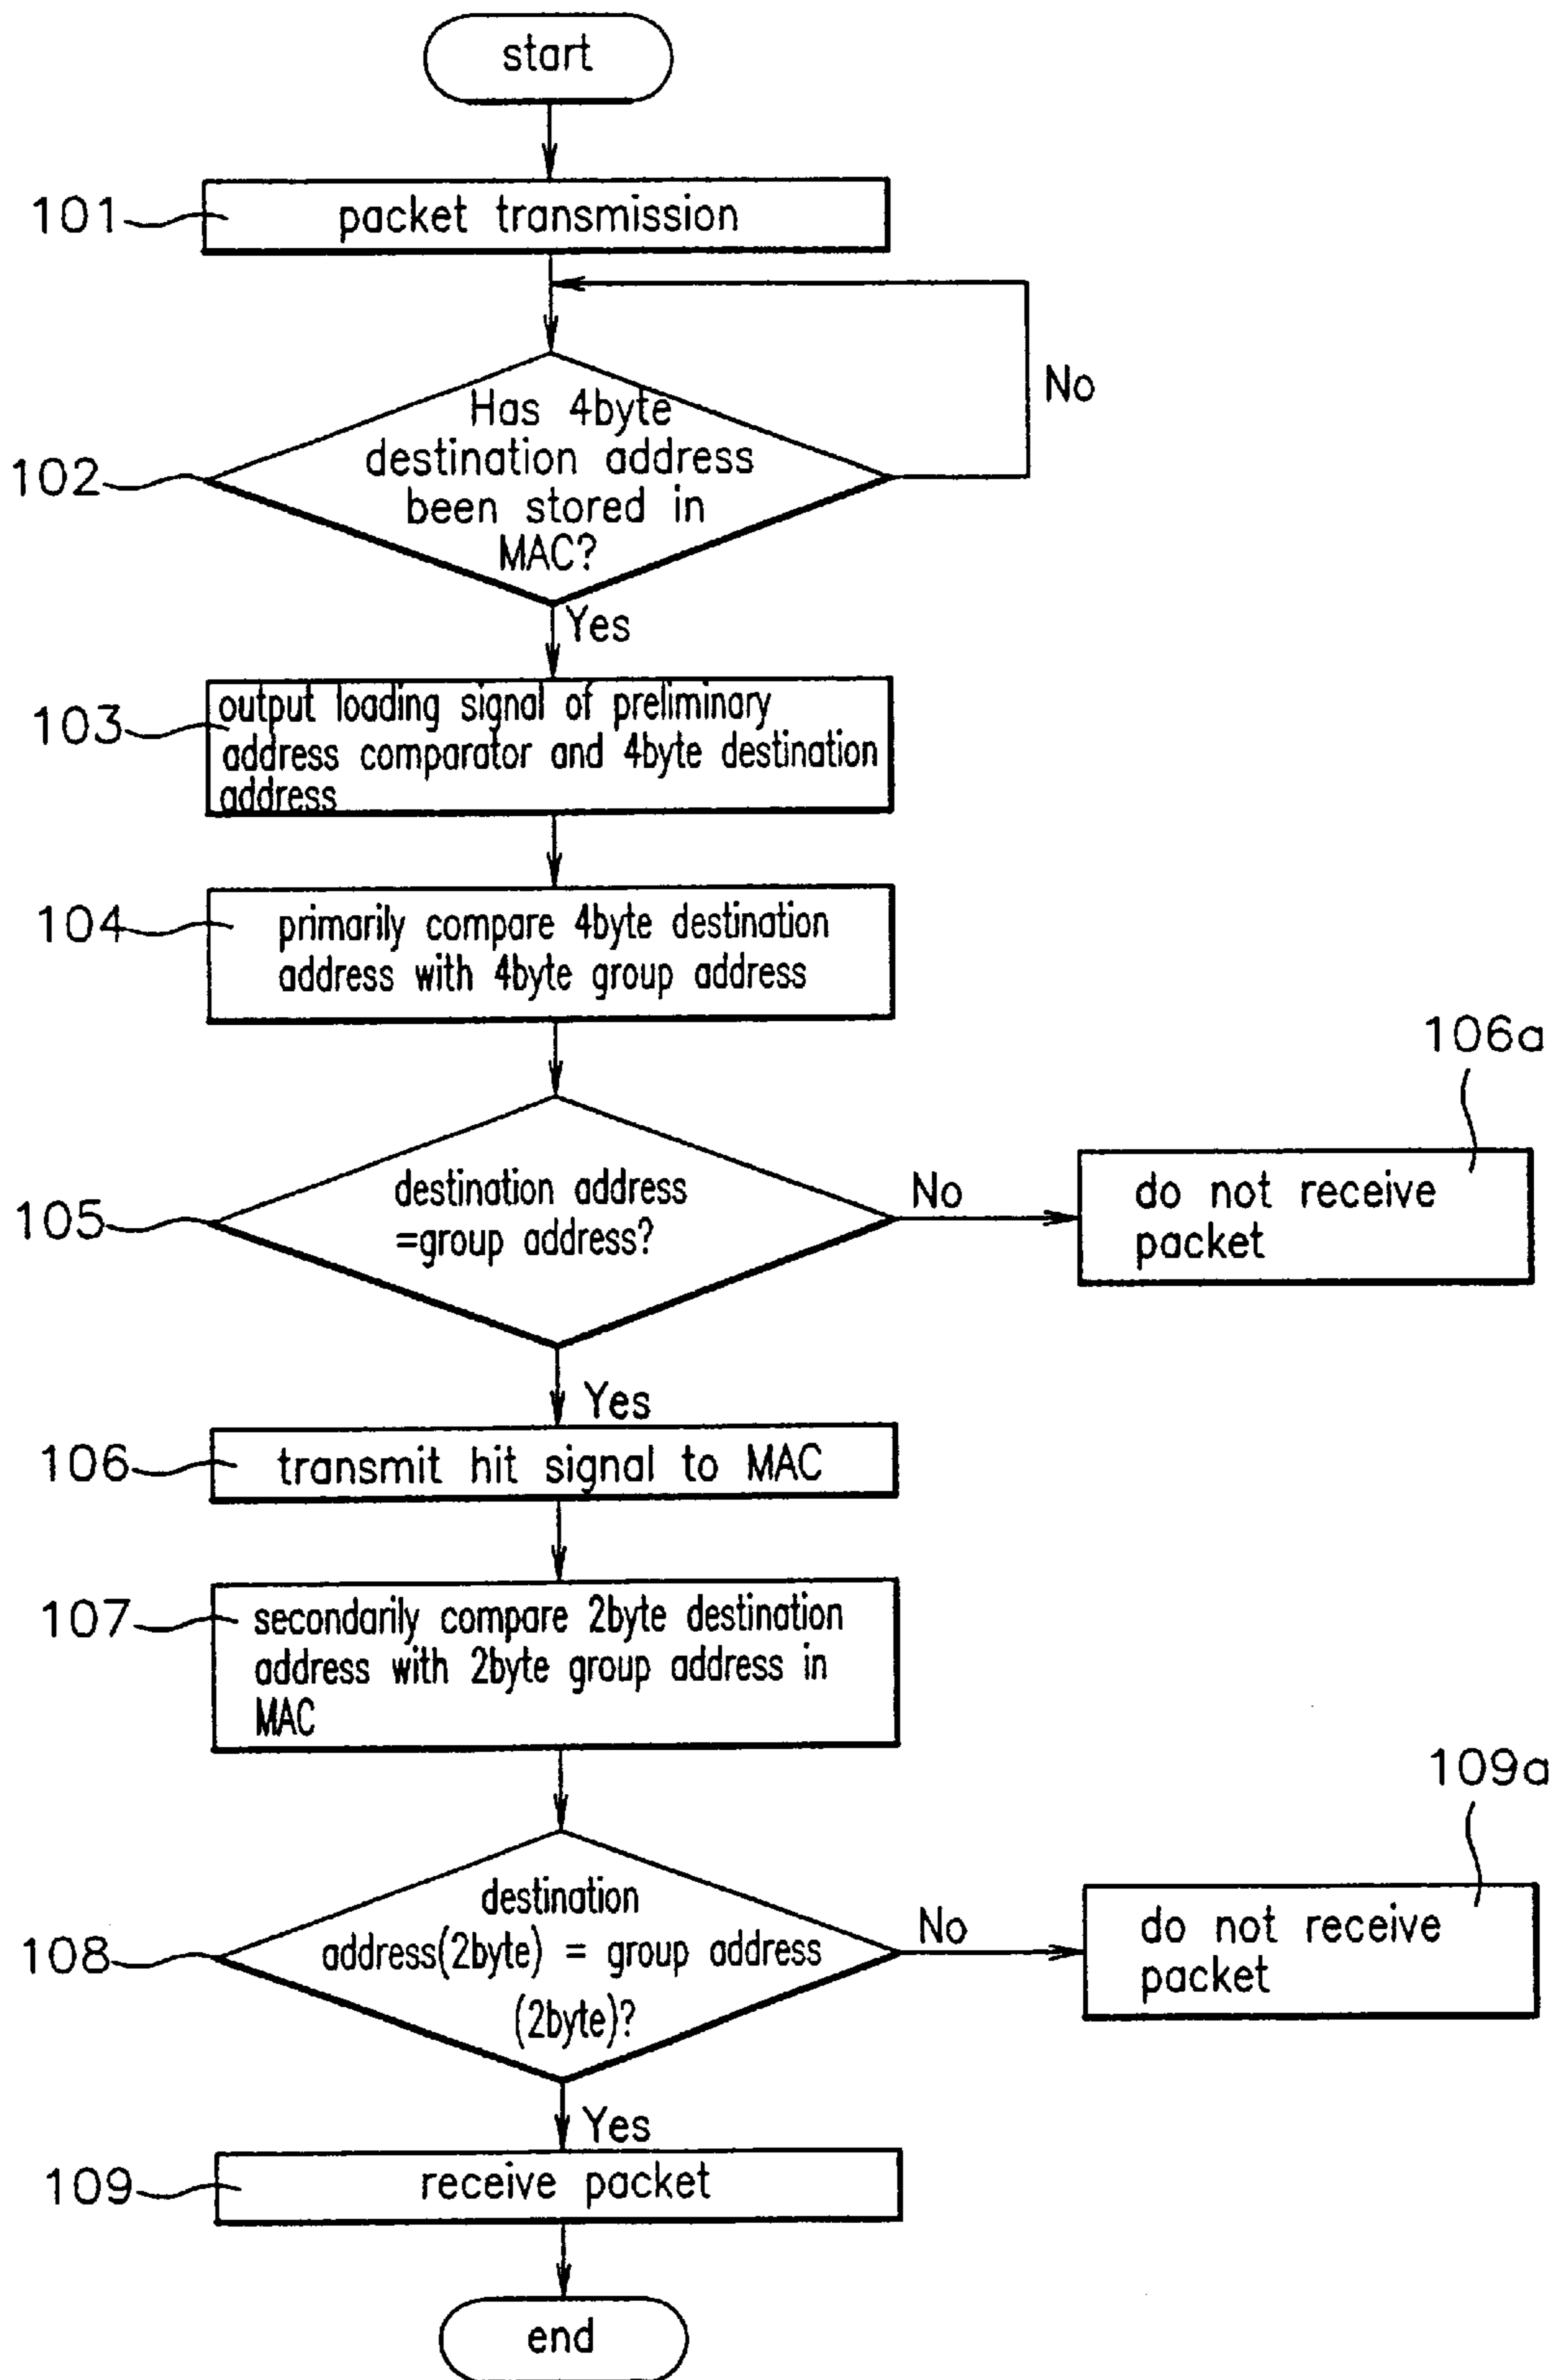 start
101
packet transmission
No
Has 4byte
destination address
been stored in
MAC?
102
Yes
103
output loading signal of preliminary
address comparator and 4byte destination
address
104
primarily compare 4byte destination
address with 4byte group address
106a
105
destination address
=group address?
No
do not receive
packet
Yes
106
transmit hit signal to MAC
107
secondarily compare 2byte destination
address with 2byte group address in
MAC
109a
108
destination
address(2byte) = group address
(2byte)?
No
do not receive
packet
Yes
109
receive packet
end